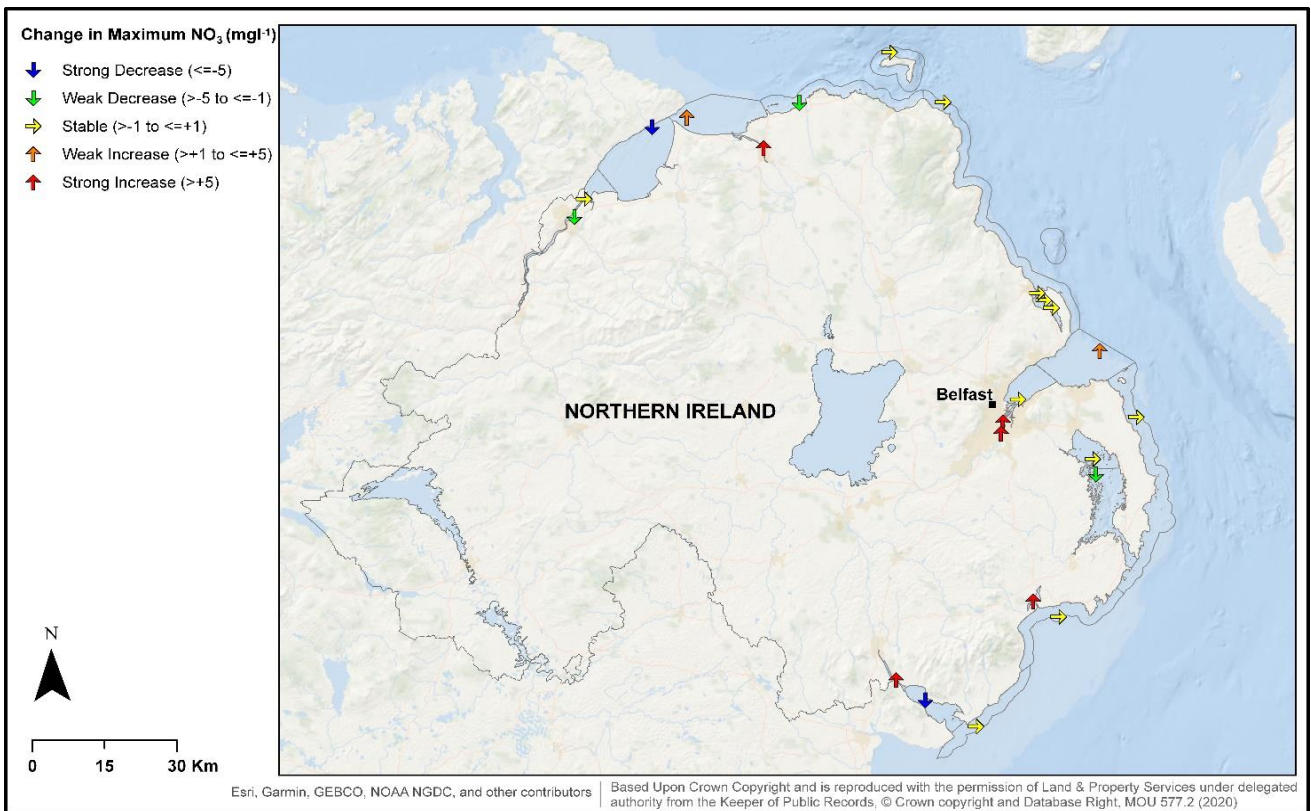 Change in Maximum NO₃ (mgl⁻¹)
Strong Decrease (<=-5)
Weak Decrease (>-5 to <=-1)
Stable (>-1 to <=+1)
Weak Increase (>+1 to <=+5)
Strong Increase (>+5)
Belfast
NORTHERN IRELAND
N
0 15 30 Km
Esri, Garmin, GEBCO, NOAA NGDC, and other contributors
Based Upon Crown Copyright and is reproduced with the permission of Land & Property Services under delegated
authority from the Keeper of Public Records, © Crown copyright and Database Right, MOU 577.2 (2020)